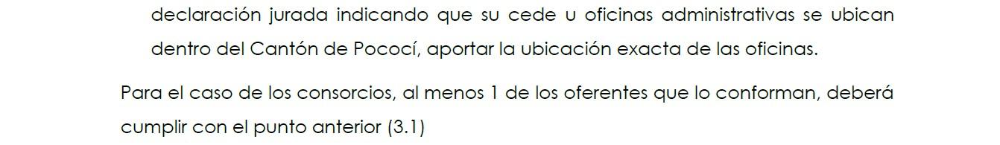 declaración jurada indicando que su cede u oficinas administrativas se ubican
dentro del Cantón de Pococí, aportar la ubicación exacta de las oficinas.
Para el caso de los consorcios, al menos 1 de los oferentes que lo conforman, deberá
cumplir con el punto anterior (3.1)